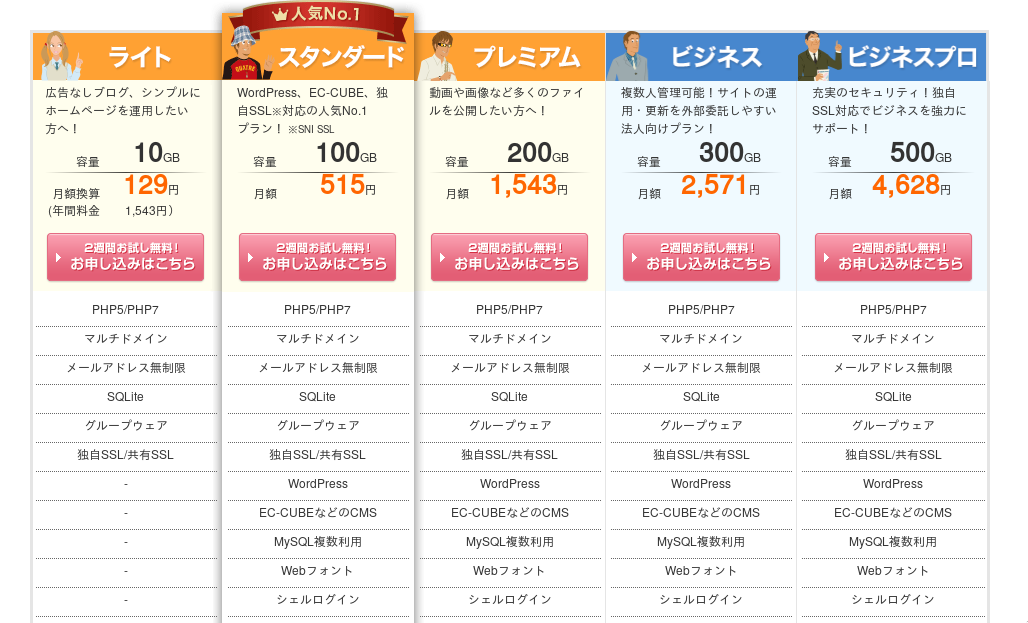 人気No.1
ライト
スタンダード
プレミアム
ビジネス
ビジネスプロ
広告なしブログ、シンプルに
ホームページを運用したい
方へ！
WordPress、EC-CUBE、独
自SSL※対応の人気No.1
プラン！ ※SNI SSL
動画や画像など多くのファイ
ルを公開したい方へ！
複数人管理可能！サイトの運
用・更新を外部委託しやすい
法人向けプラン！
充実のセキュリティ！独自
SSL対応でビジネスを強力に
サポート！
容量 10GB
容量 100GB
容量 200GB
容量 300GB
容量 500GB
月額換算 129円
(年間料金 1,543円）
月額 515円
月額 1,543円
月額 2,571円
月額 4,628円
2週間お試し無料！
お申し込みはこちら
2週間お試し無料！
お申し込みはこちら
2週間お試し無料！
お申し込みはこちら
2週間お試し無料！
お申し込みはこちら
2週間お試し無料！
お申し込みはこちら
PHP5/PHP7 PHP5/PHP7 PHP5/PHP7 PHP5/PHP7 PHP5/PHP7
マルチドメイン マルチドメイン マルチドメイン マルチドメイン マルチドメイン
メールアドレス無制限 メールアドレス無制限 メールアドレス無制限 メールアドレス無制限 メールアドレス無制限
SQLite SQLite SQLite SQLite SQLite
グループウェア グループウェア グループウェア グループウェア グループウェア
独自SSL/共有SSL 独自SSL/共有SSL 独自SSL/共有SSL 独自SSL/共有SSL 独自SSL/共有SSL
- WordPress WordPress WordPress WordPress
- EC-CUBEなどのCMS EC-CUBEなどのCMS EC-CUBEなどのCMS EC-CUBEなどのCMS
- MySQL複数利用 MySQL複数利用 MySQL複数利用 MySQL複数利用
- Webフォント Webフォント Webフォント Webフォント
- シェルログイン シェルログイン シェルログイン シェルログイン